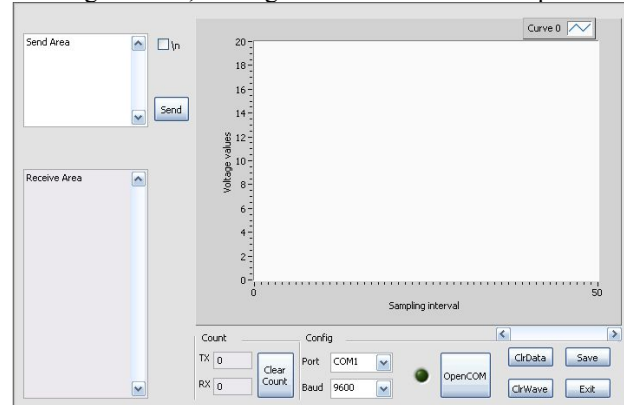 Curve 0
Send Area
\n
Send
Receive Area
20
18
16
14
12
10
8
6
4
2
0
Voltage values
0
50
Sampling interval
Count
Config
TX 0
RX 0
Clear
Count
Port COM1
Baud 9600
OpenCOM
ClrData
Save
ClrWave
Exit